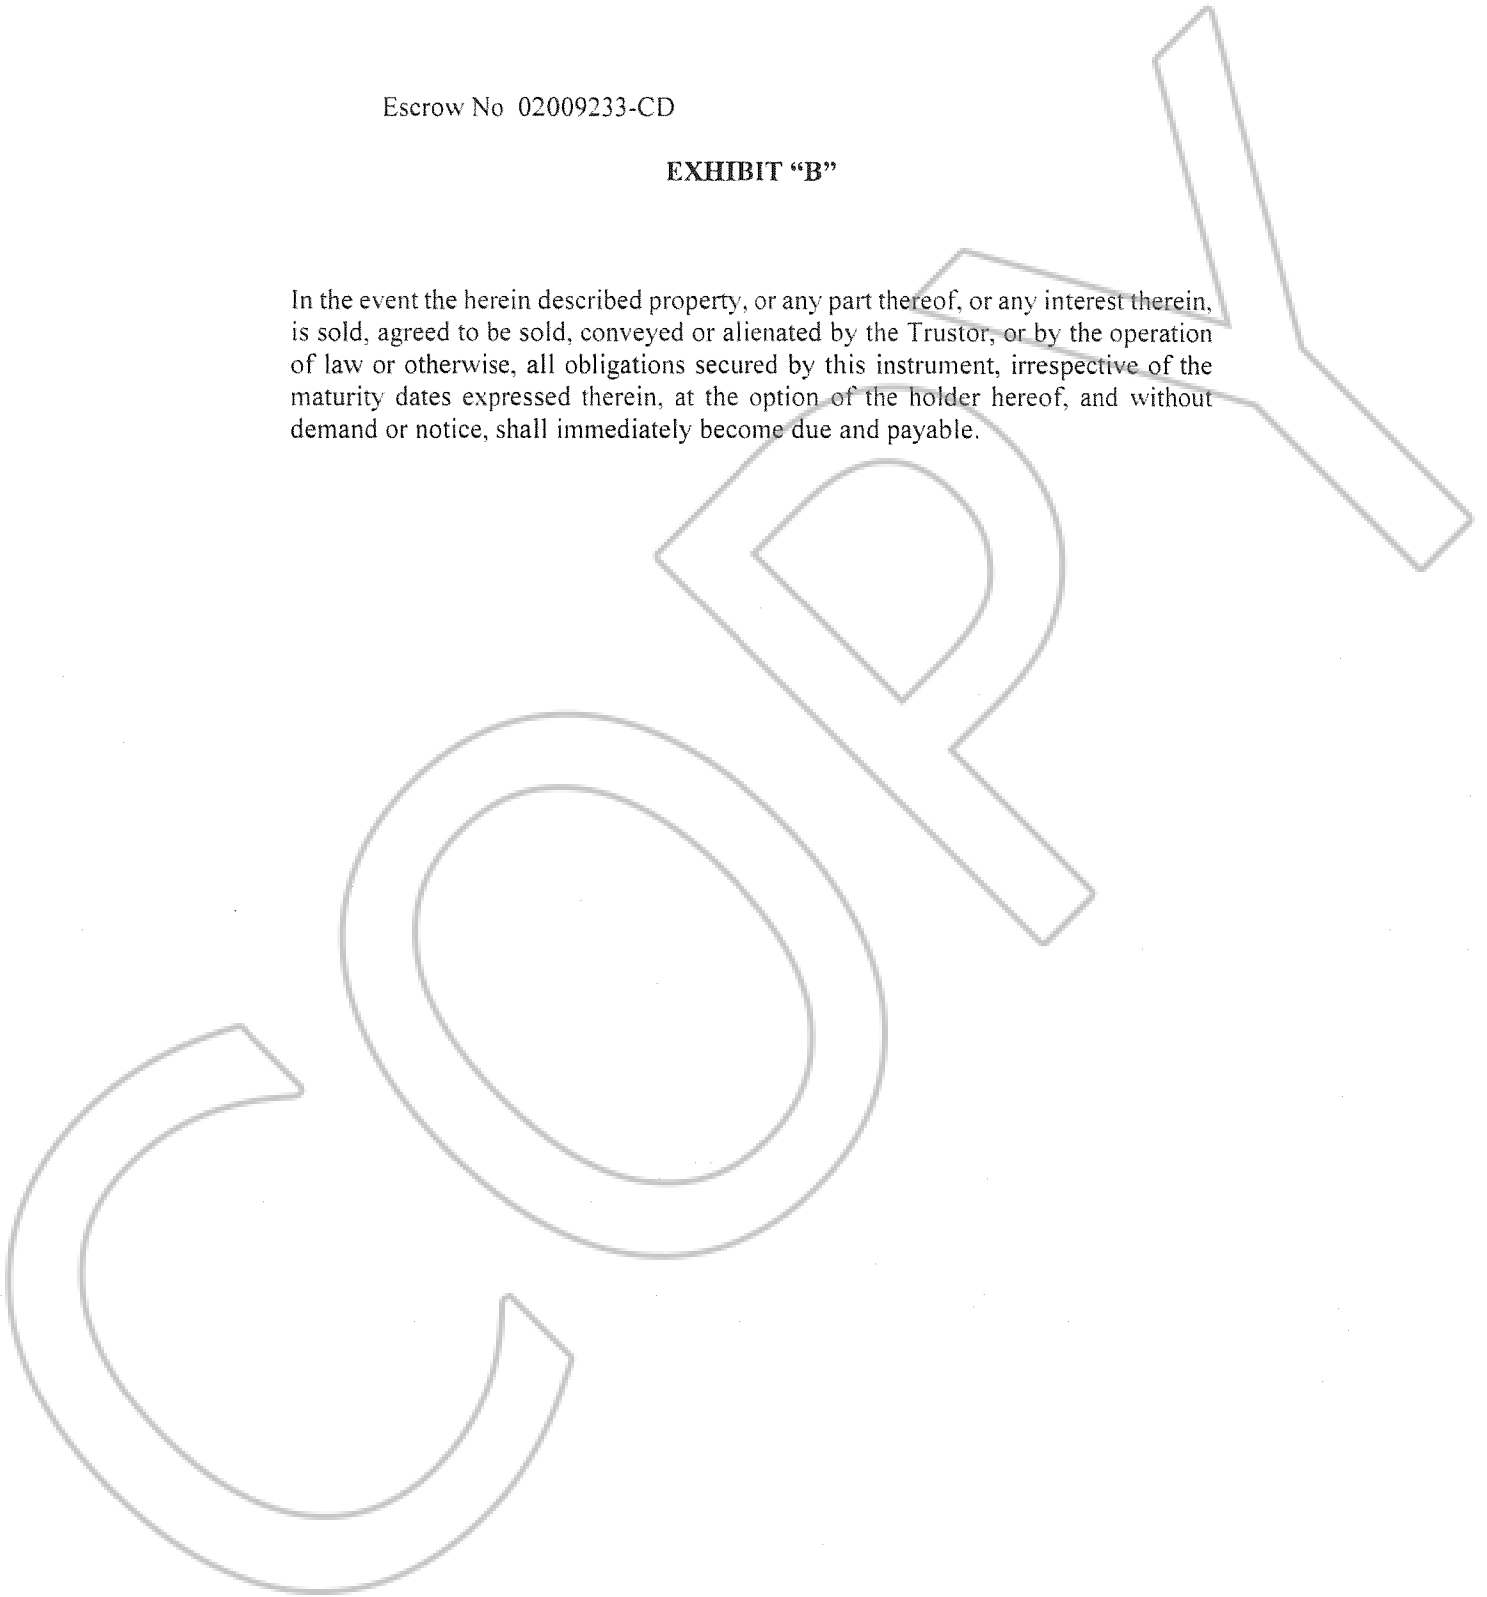 Escrow No 02009233-CD
EXHIBIT “B”
In the event the herein described property, or any part thereof, or any interest therein,
is sold, agreed to be sold, conveyed or alienated by the Trustor, or by the operation
of law or otherwise, all obligations secured by this instrument, irrespective of the
maturity dates expressed therein, at the option of the holder hereof, and without
demand or notice, shall immediately become due and payable.
COPY